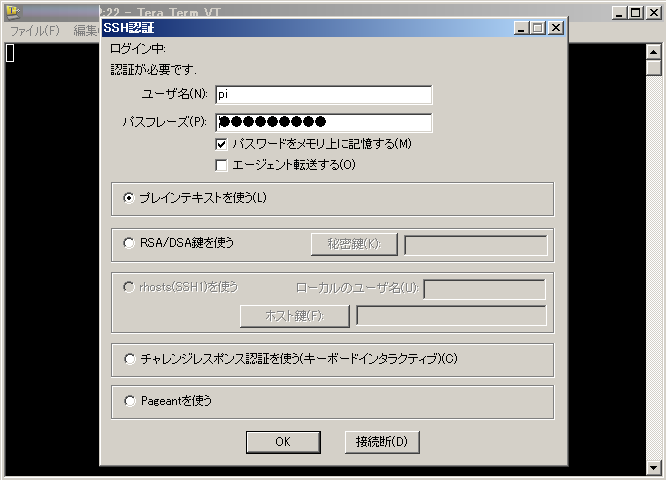 -22 - Tera Term VT
ファイル(F) 編集
SSH認証
ログイン中:
認証が必要です.
ユーザ名(N): pi
パスフレーズ(P): ●●●●●●●●●
パスワードをメモリ上に記憶する(M)
エージェント転送する(O)
プレインテキストを使う(L)
RSA/DSA鍵を使う 秘密鍵(K):
rhosts(SSH1)を使う ローカルのユーザ名(U):
ホスト鍵(F):
チャレンジレスポンス認証を使う(キーボードインタラクティブ)(C)
Pageantを使う
OK 接続断(D)